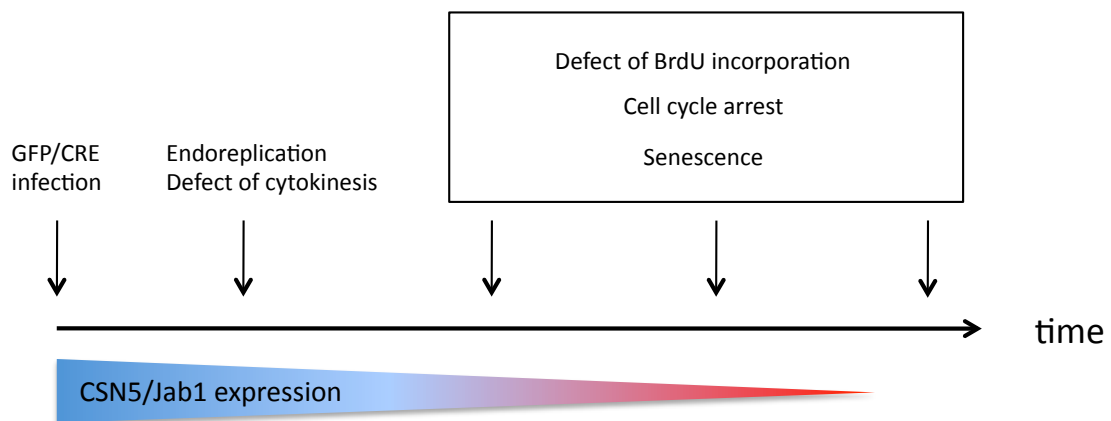 Defect of BrdU incorporation
Cell cycle arrest
Senescence
GFP/CRE
infection
Endoreplication
Defect of cytokinesis
time
CSN5/Jab1 expression